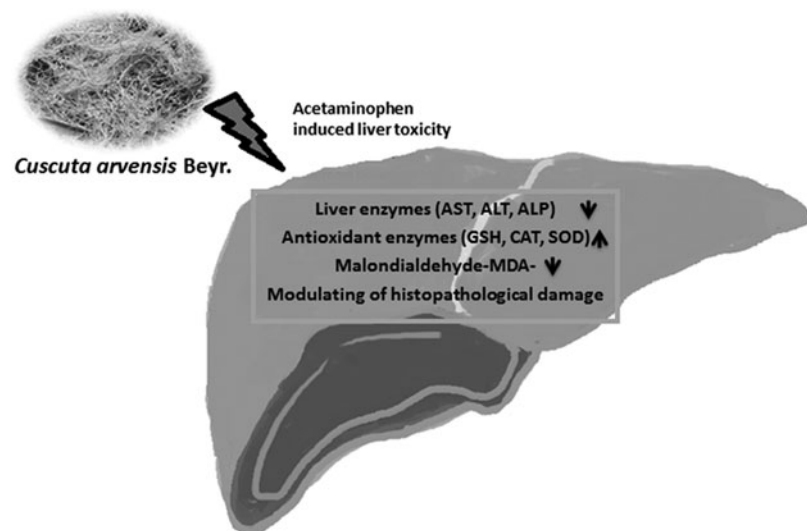 Acetaminophen
induced liver toxicity
Cuscuta arvensis Beyr.
Liver enzymes (AST, ALT, ALP)
Antioxidant enzymes (GSH, CAT, SOD)
Malondialdehyde-MDA-
Modulating of histopathological damage